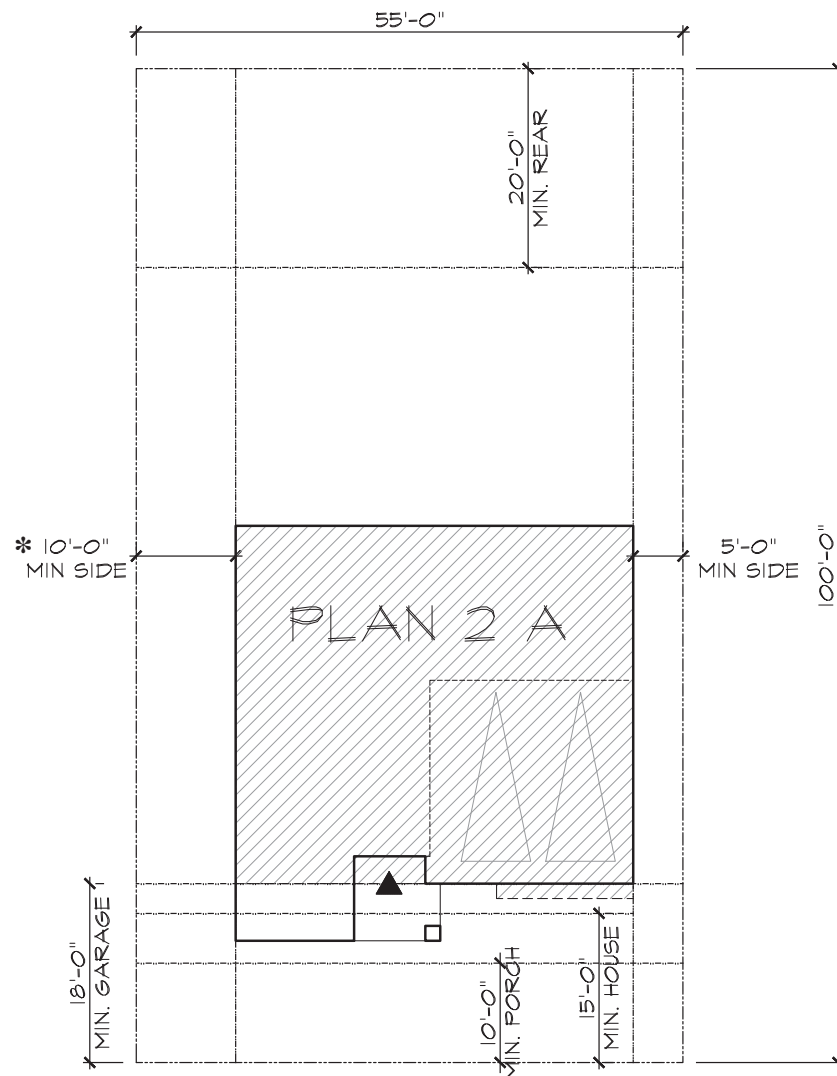 55'-0"
20'-0"
MIN. REAR
* 10'-0"
MIN SIDE
5'-0"
MIN SIDE
100'-0"
PLAN 2 A
18'-0"
MIN. GARAGE
10'-0"
MIN. PORCH
15'-0"
MIN. HOUSE